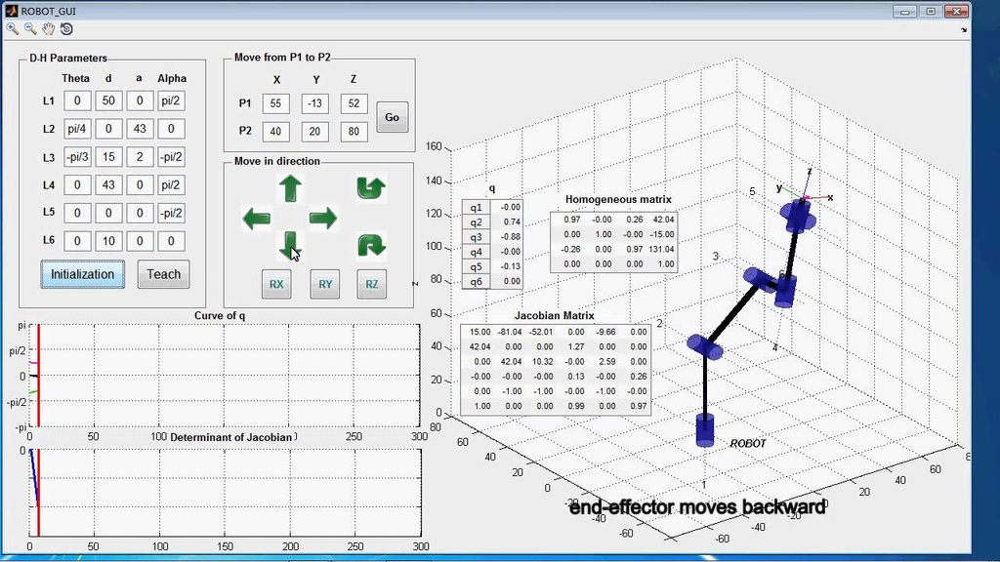 ROBOT_GUI
D-H Parameters
Theta d a Alpha
L1 0 50 0 pi/2
L2 pi/4 0 43 0
L3 -pi/3 15 2 -pi/2
L4 0 43 0 pi/2
L5 0 0 0 -pi/2
L6 0 10 0 0
Initialization Teach
Move from P1 to P2
X Y Z
P1 55 -13 52
P2 40 20 80
Go
Move in direction
RX RY RZ
q
q1 -0.00
q2 0.74
q3 -0.88
q4 -0.00
q5 -0.13
q6 0.00
Homogeneous matrix
0.97 -0.00 0.26 42.04
0.00 1.00 -0.00 -15.00
-0.26 0.00 0.97 131.04
0.00 0.00 0.00 1.00
Jacobian Matrix
15.00 -81.04 -52.01 0.00 -9.66 0.00
42.04 0.00 0.00 1.27 0.00 0.00
0.00 42.04 10.32 -0.00 2.59 0.00
-0.00 -0.00 -0.00 0.13 -0.00 0.26
0.00 -1.00 -1.00 -0.00 -1.00 -0.00
1.00 0.00 0.00 0.99 0.00 0.97
Curve of q
pi
pi/2
0
-pi/2
-pi
0 50 100 150 200 250 300
Determinant of Jacobian
0
0 50 100 150 200 250 300
z
160
140
120
100
80
60
40
20
0
80
60
40
20
0
-20
-40
-60
-60
-40
0
20
40
60
8
x
y
z
5
3
2
4
1
ROBOT
end-effector moves backward